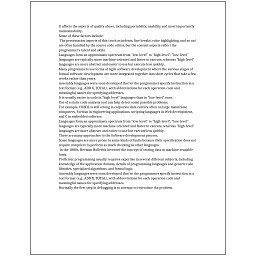 It affects the aspects of quality above, including portability, usability and most importantly
maintainability.
Some of these factors include:
The presentation aspects of this (such as indents, line breaks, color highlighting, and so on)
are often handled by the source code editor, but the content aspects reflect the
programmer's talent and skills.
Languages form an approximate spectrum from "low-level" to "high-level"; "low-level"
languages are typically more machine-oriented and faster to execute, whereas "high-level"
languages are more abstract and easier to use but execute less quickly.
Many programmers use forms of Agile software development where the various stages of
formal software development are more integrated together into short cycles that take a few
weeks rather than years.
Assembly languages were soon developed that let the programmer specify instruction in a
text format (e.g., ADD X, TOTAL), with abbreviations for each operation code and
meaningful names for specifying addresses.
It is usually easier to code in "high-level" languages than in "low-level" ones.
Use of a static code analysis tool can help detect some possible problems.
For example, COBOL is still strong in corporate data centers often on large mainframe
computers, Fortran in engineering applications, scripting languages in Web development,
and C in embedded software.
Languages form an approximate spectrum from "low-level" to "high-level"; "low-level"
languages are typically more machine-oriented and faster to execute, whereas "high-level"
languages are more abstract and easier to use but execute less quickly.
There are many approaches to the Software development process.
Some languages are more prone to some kinds of faults because their specification does not
require compilers to perform as much checking as other languages.
In the 1880s, Herman Hollerith invented the concept of storing data in machine-readable
form.
Proficient programming usually requires expertise in several different subjects, including
knowledge of the application domain, details of programming languages and generic code
libraries, specialized algorithms, and formal logic.
Assembly languages were soon developed that let the programmer specify instruction in a
text format (e.g., ADD X, TOTAL), with abbreviations for each operation code and
meaningful names for specifying addresses.
Normally the first step in debugging is to attempt to reproduce the problem.